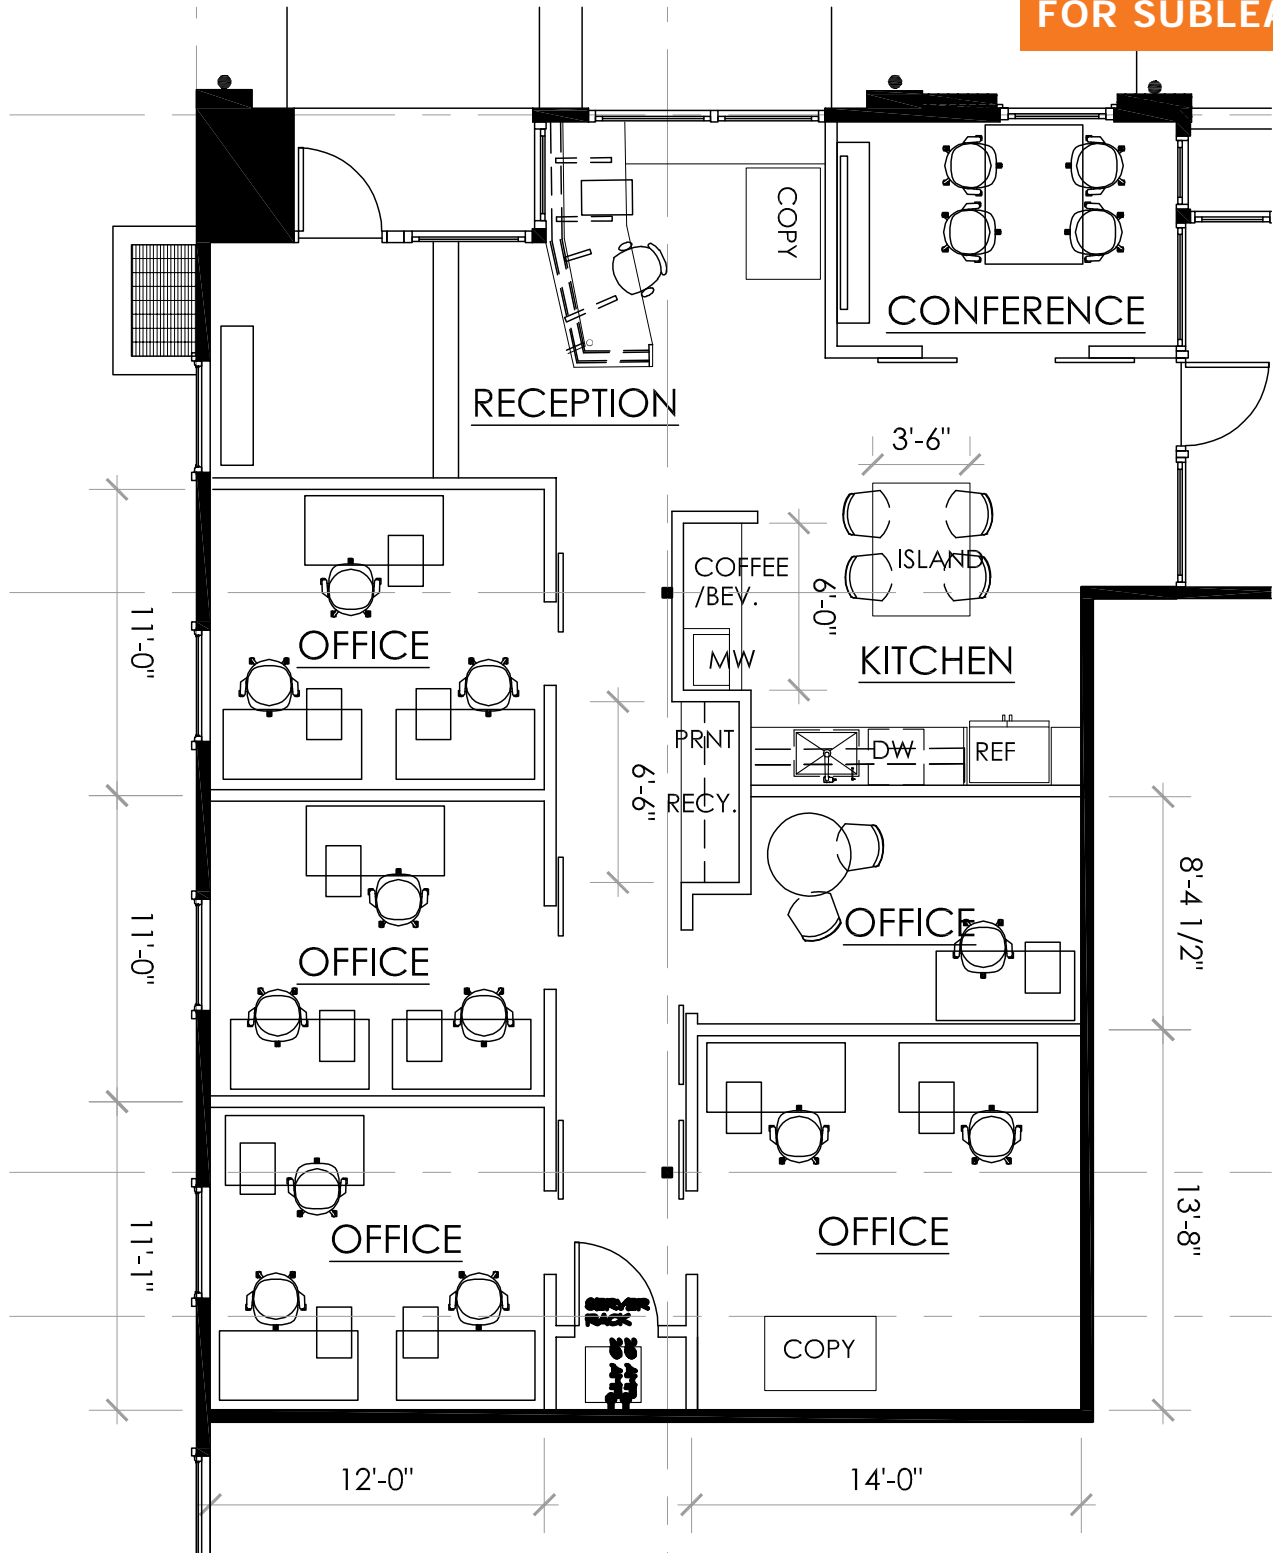 FOR SUBLEA
COPY
CONFERENCE
RECEPTION
3'-6"
COFFEE
/BEV.
ISLAND
6'-0"
11'-0"
OFFICE
MW
KITCHEN
PRNT
DW
REF
6'-6"
RECY.
8'-4 1/2"
OFFICE
11'-0"
OFFICE
13'-8"
OFFICE
11'-1"
OFFICE
SERVER
RACK
COPY
12'-0"
14'-0"